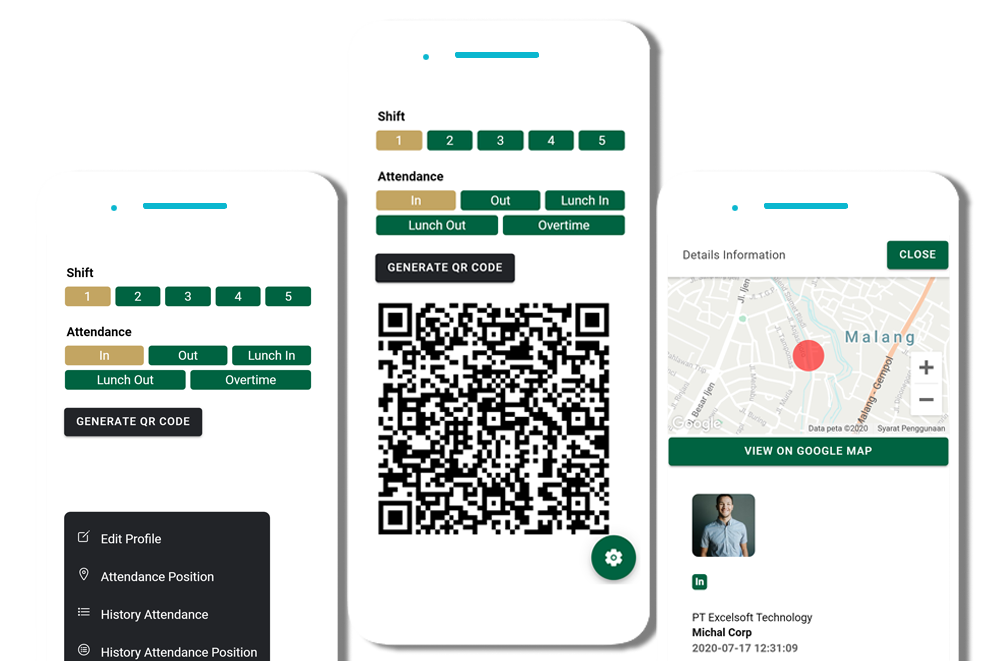 Shift
1 2 3 4 5
Attendance
In Out Lunch In
Lunch Out Overtime
GENERATE QR CODE
Edit Profile
Attendance Position
History Attendance
History Attendance Position
Shift
1 2 3 4 5
Attendance
In Out Lunch In
Lunch Out Overtime
GENERATE QR CODE
Details Information
CLOSE
Jl. Ijen
Malang
Besar Ijen
Malang - Gempol
+
−
Google
Data peta ©2020 Syarat Penggunaan
VIEW ON GOOGLE MAP
In
PT Excelsoft Technology
Michal Corp
2020-07-17 12:31:09